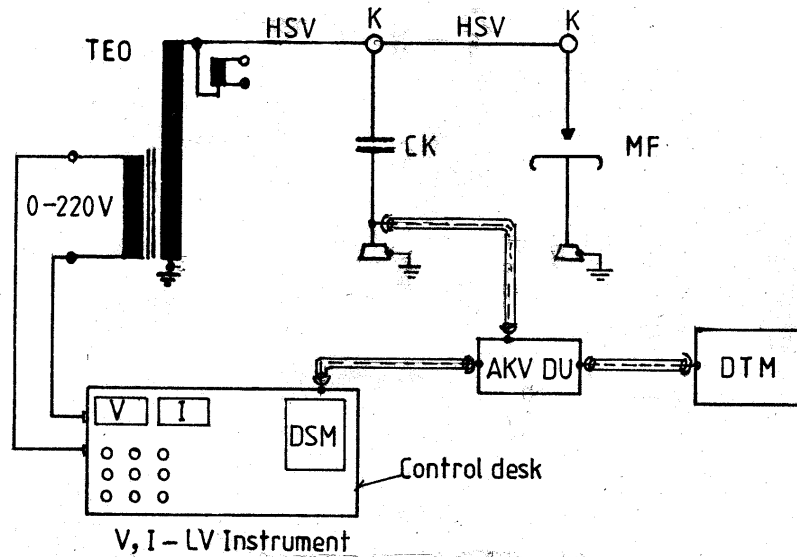 HSV K HSV K
TEO
CK MF
0-220V
AKV DU DTM
V I
DSM
Control desk
V, I - LV Instrument